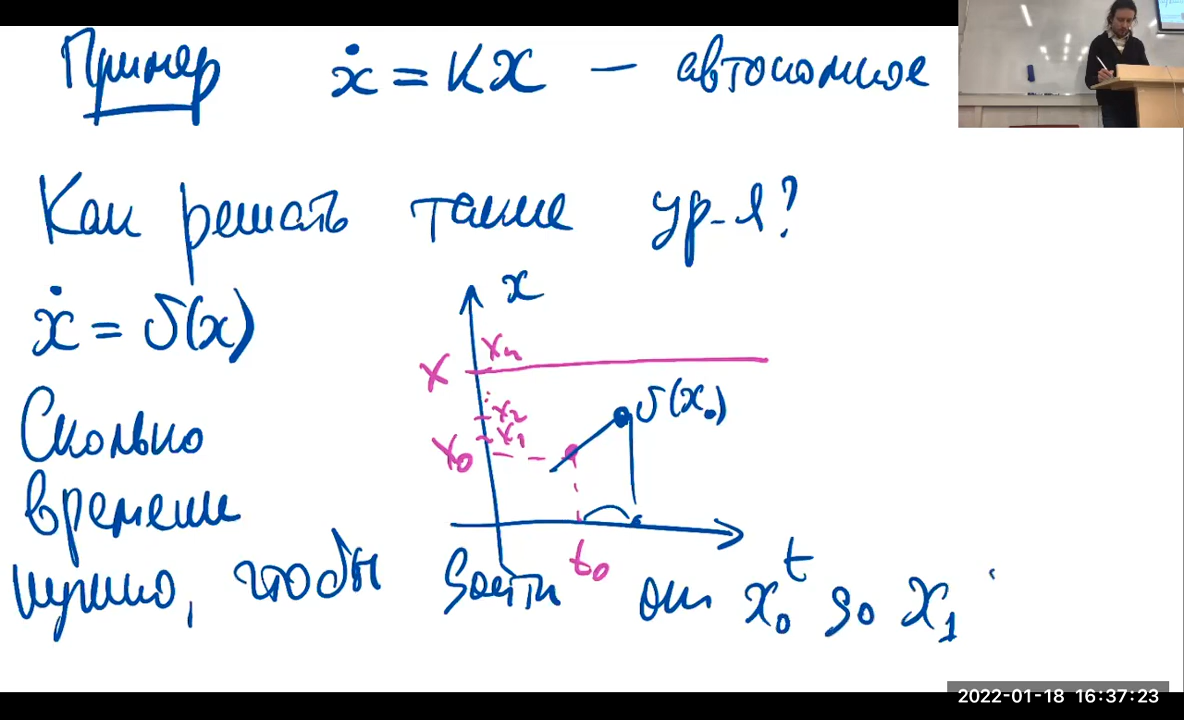 Пример ẋ = kx — автономное
Как решать такие ур-я?
ẋ = v(x)
x
x xₙ
x₂
x₁
x₀
v(x₀)
Сколько
времени
t₀
t
нужно, чтобы дойти от x₀ до x₁
2022-01-18 16:37:23